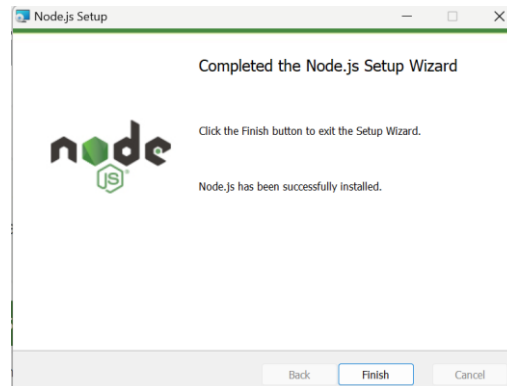 Node.js Setup
Completed the Node.js Setup Wizard
Click the Finish button to exit the Setup Wizard.
node
JS
Node.js has been successfully installed.
Back
Finish
Cancel